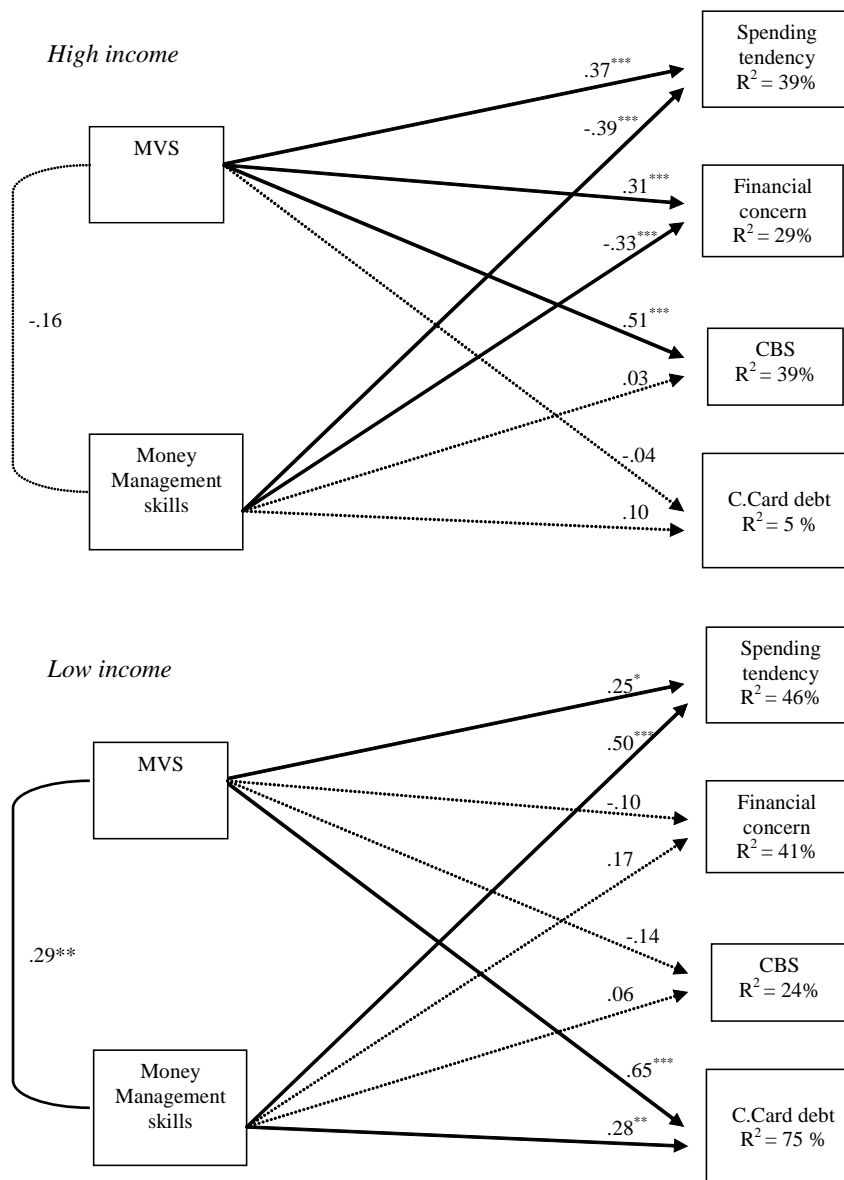 High income
Spending
tendency
R² = 39%
.37***
-.39***
MVS
.31***
-.33***
Financial
concern
R² = 29%
-.16
.51***
.03
CBS
R² = 39%
Money
Management
skills
-.04
.10
C.Card debt
R² = 5 %
Low income
Spending
tendency
R² = 46%
.25*
.50***
MVS
-.10
.17
Financial
concern
R² = 41%
.29**
-.14
.06
CBS
R² = 24%
Money
Management
skills
.65***
.28**
C.Card debt
R² = 75 %